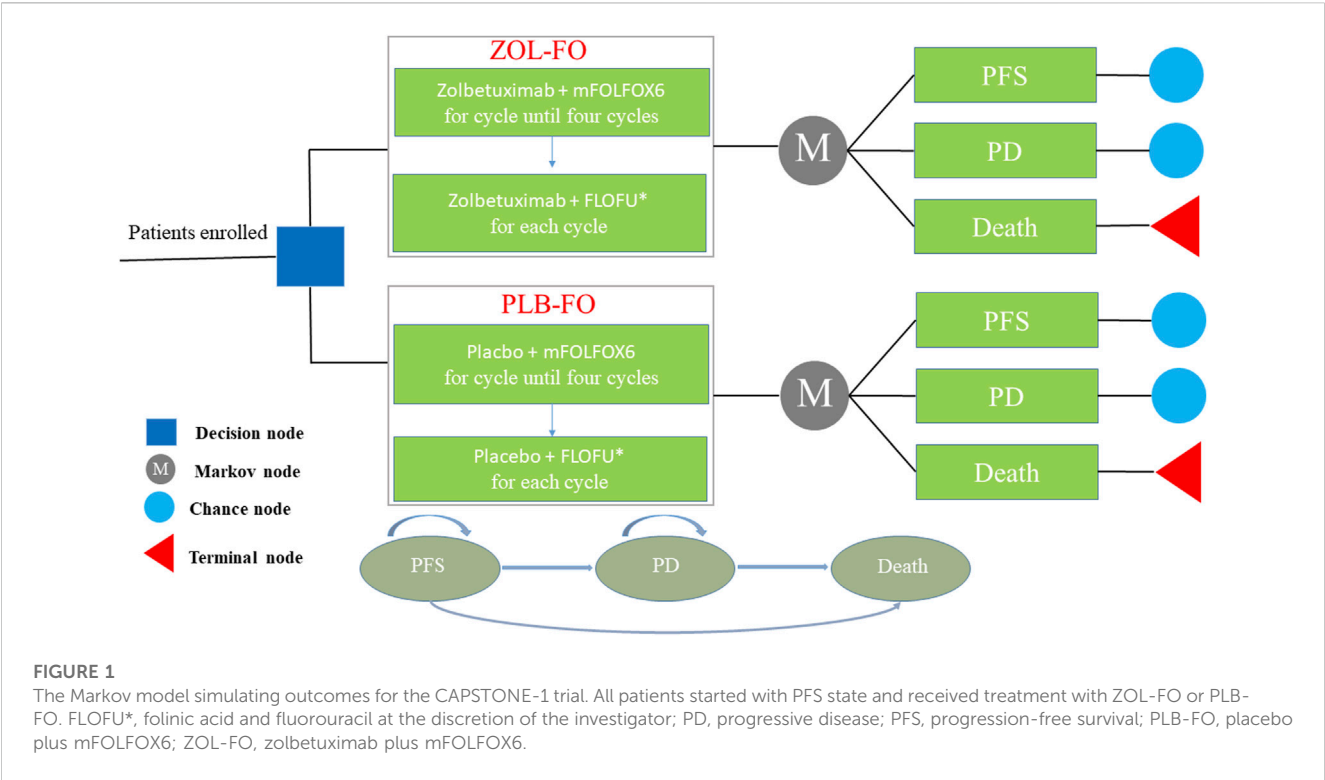 ZOL-FO
Zolbetuximab + mFOLFOX6
for cycle until four cycles
Zolbetuximab + FLOFU*
for each cycle
M
PFS
PD
Death
Patients enrolled
PLB-FO
Placbo + mFOLFOX6
for cycle until four cycles
Placebo + FLOFU*
for each cycle
M
PFS
PD
Death
Decision node
M Markov node
Chance node
Terminal node
PFS
PD
Death
FIGURE 1
The Markov model simulating outcomes for the CAPSTONE-1 trial. All patients started with PFS state and received treatment with ZOL-FO or PLB-
FO. FLOFU*, folinic acid and fluorouracil at the discretion of the investigator; PD, progressive disease; PFS, progression-free survival; PLB-FO, placebo
plus mFOLFOX6; ZOL-FO, zolbetuximab plus mFOLFOX6.